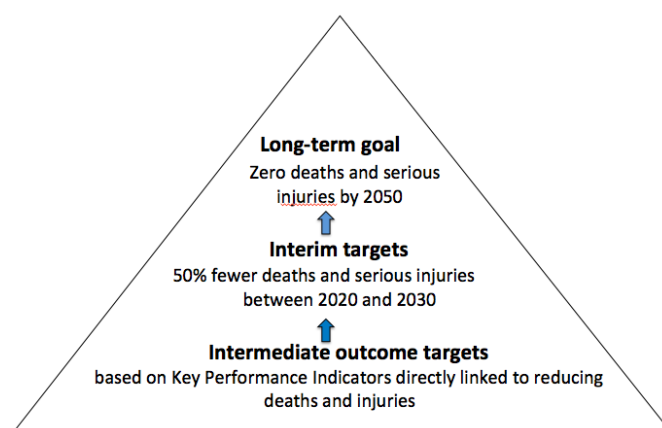 Long-term goal
Zero deaths and serious
injuries by 2050
Interim targets
50% fewer deaths and serious injuries
between 2020 and 2030
Intermediate outcome targets
based on Key Performance Indicators directly linked to reducing
deaths and injuries